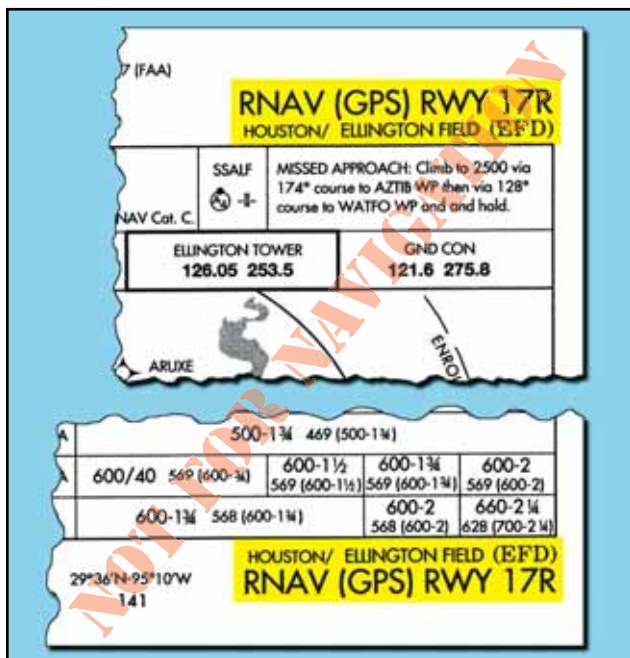 7 (FAA)
RNAV (GPS) RWY 17R
HOUSTON/ ELLINGTON FIELD (EFD)
SSALF
MISSED APPROACH: Climb to 2500 via
174° course to AZTIB WP then via 128°
course to WATFO WP and and hold.
NAV Cat. C.
ELLINGTON TOWER
126.05 253.5
GND CON
121.6 275.8
ARUXE
ENRO
NOT FOR NAVIGATION
A
500-1¾ 469 (500-1¾)
A
600/40 569 (600-¾)
600-1½
569 (600-1½)
600-1¾
569 (600-1¾)
600-2
569 (600-2)
600-1¾ 568 (600-1¾)
600-2
568 (600-2)
660-2¼
628 (700-2¼)
HOUSTON/ ELLINGTON FIELD (EFD)
RNAV (GPS) RWY 17R
29°36'N-95°10'W
141